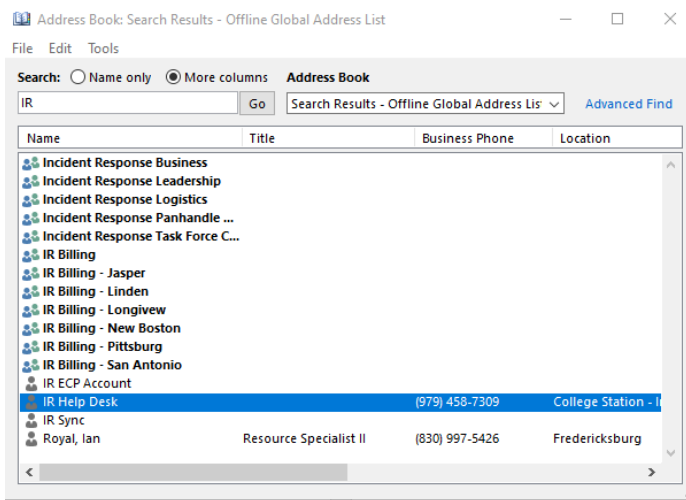 Address Book: Search Results - Offline Global Address List
File Edit Tools
Search: Name only More columns Address Book
IR Go Search Results - Offline Global Address Lis Advanced Find
Name Title Business Phone Location
Incident Response Business
Incident Response Leadership
Incident Response Logistics
Incident Response Panhandle ...
Incident Response Task Force C...
IR Billing
IR Billing - Jasper
IR Billing - Linden
IR Billing - Longivew
IR Billing - New Boston
IR Billing - Pittsburg
IR Billing - San Antonio
IR ECP Account
IR Help Desk (979) 458-7309 College Station - I
IR Sync
Royal, Ian Resource Specialist II (830) 997-5426 Fredericksburg